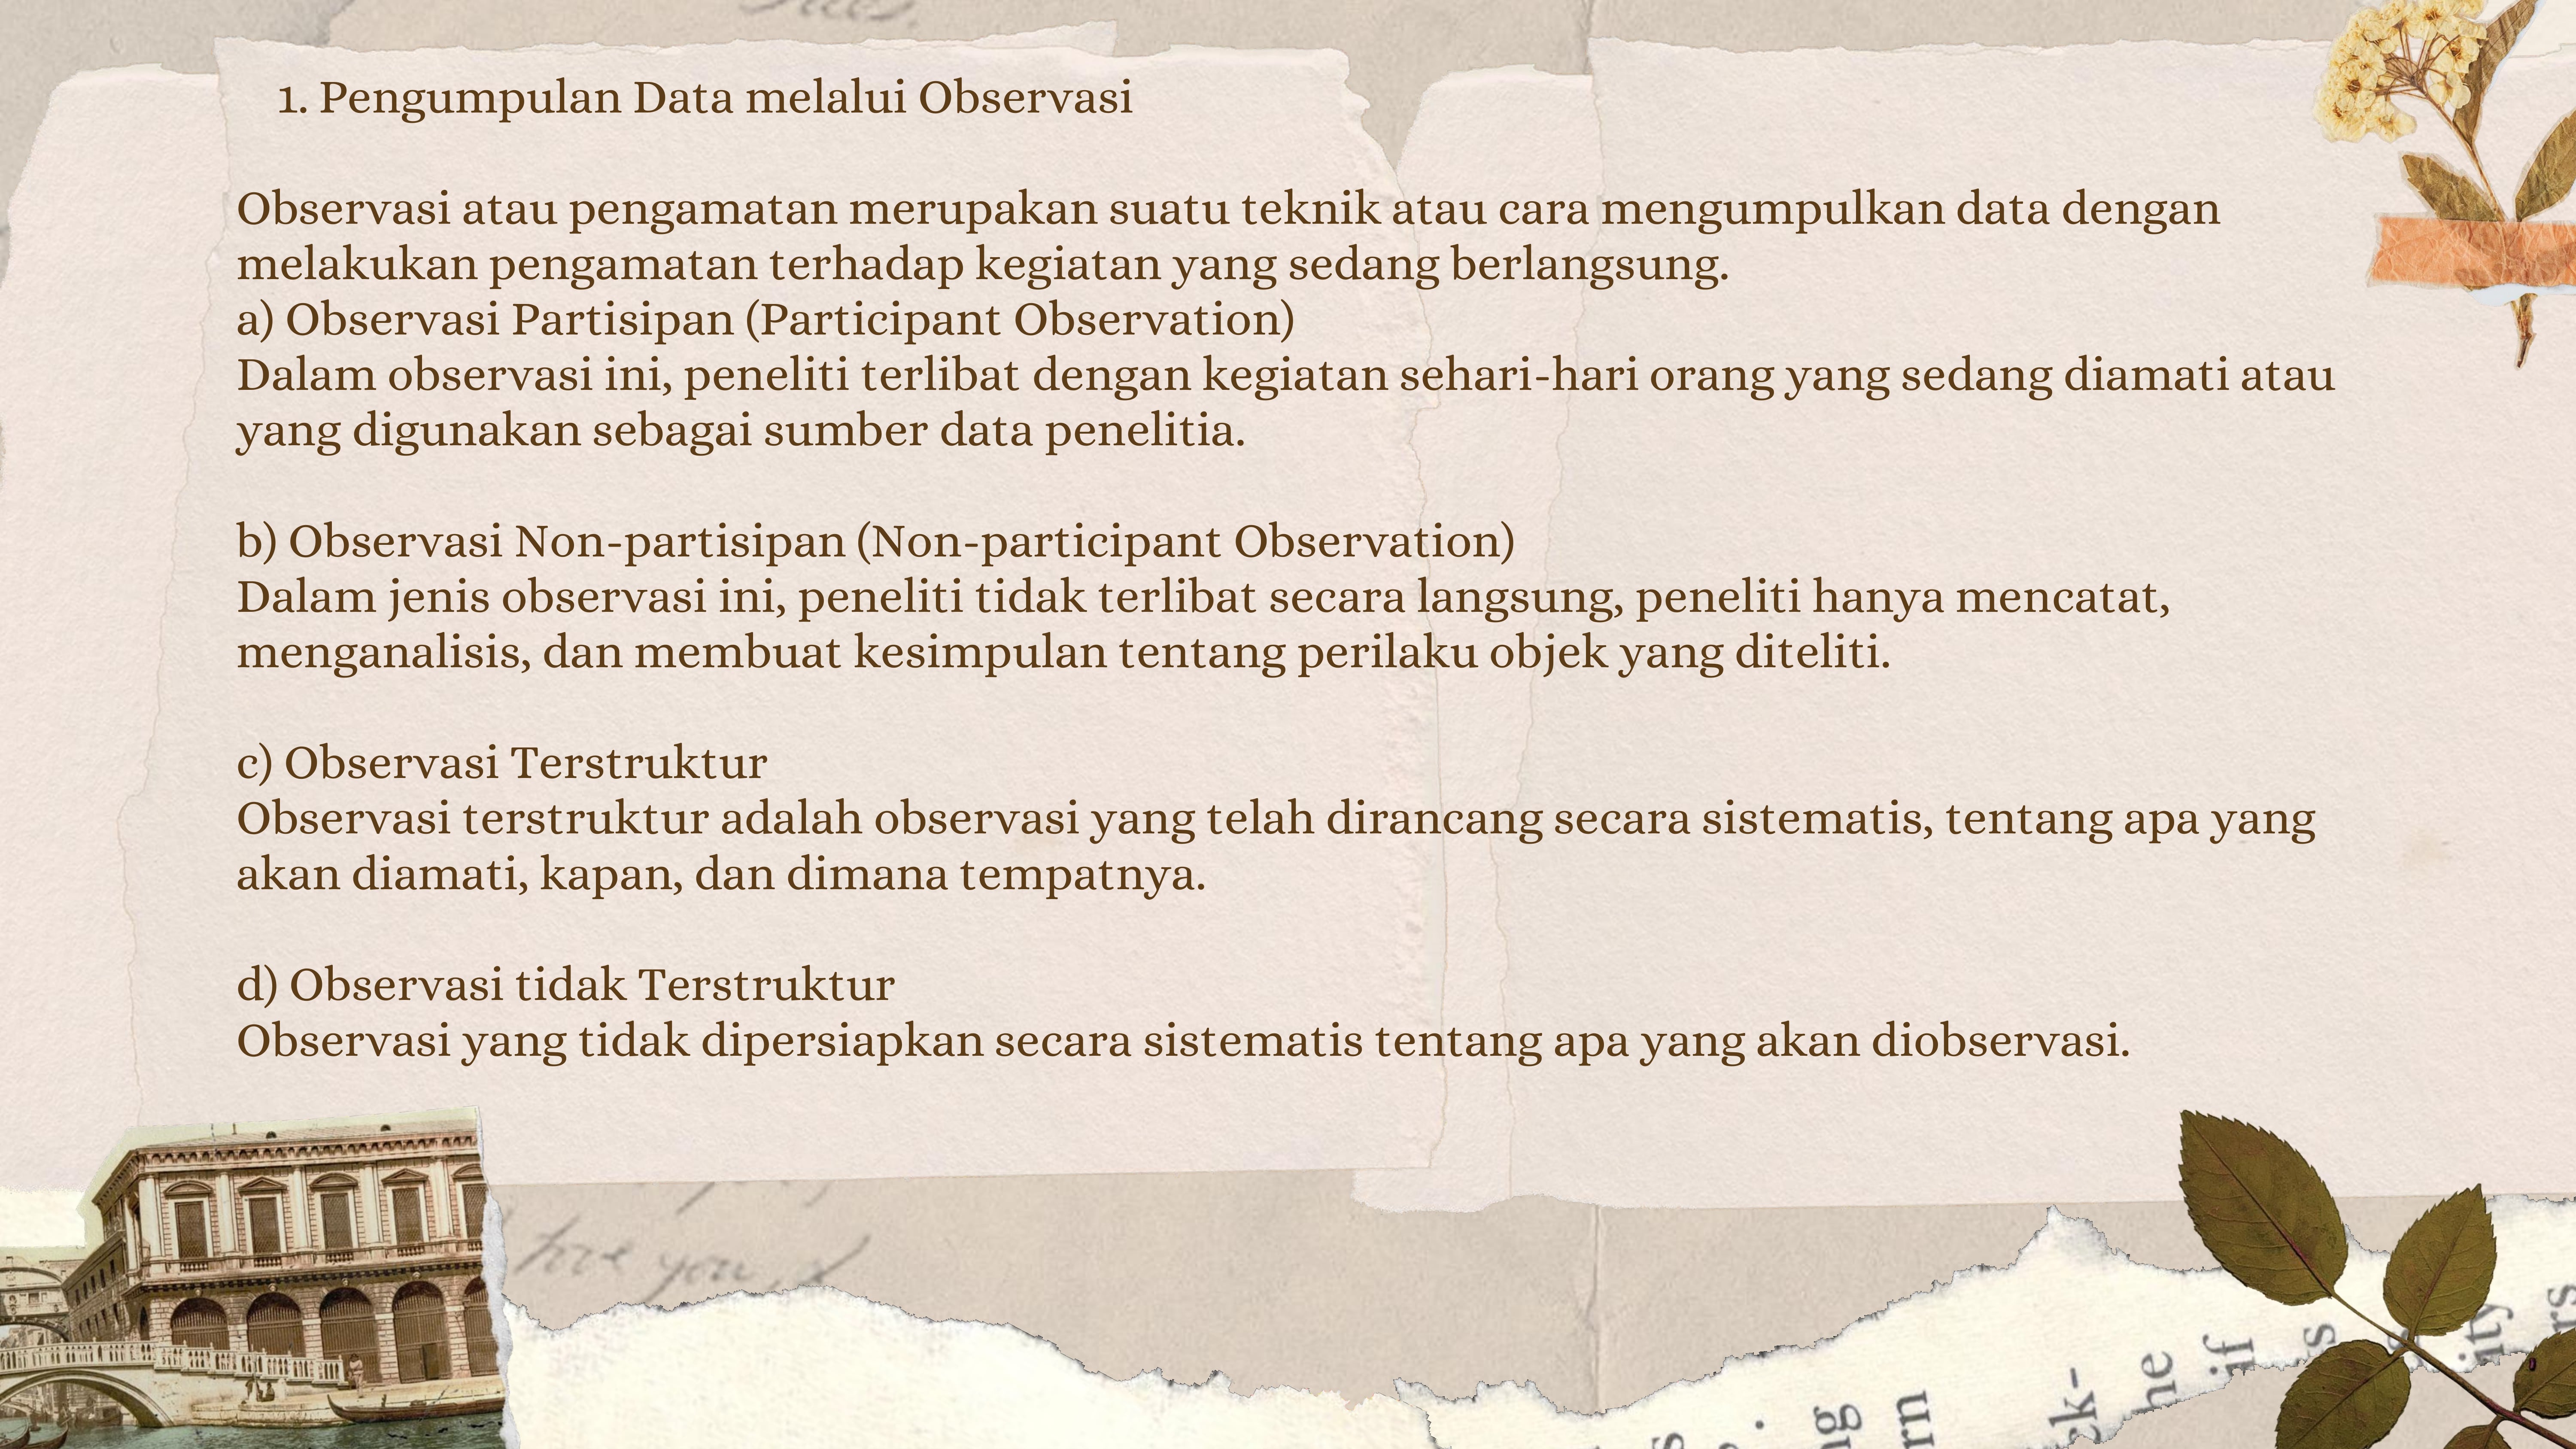 1. Pengumpulan Data melalui Observasi
Observasi atau pengamatan merupakan suatu teknik atau cara mengumpulkan data dengan
melakukan pengamatan terhadap kegiatan yang sedang berlangsung.
a) Observasi Partisipan (Participant Observation)
Dalam observasi ini, peneliti terlibat dengan kegiatan sehari-hari orang yang sedang diamati atau
yang digunakan sebagai sumber data penelitia.
b) Observasi Non-partisipan (Non-participant Observation)
Dalam jenis observasi ini, peneliti tidak terlibat secara langsung, peneliti hanya mencatat,
menganalisis, dan membuat kesimpulan tentang perilaku objek yang diteliti.
c) Observasi Terstruktur
Observasi terstruktur adalah observasi yang telah dirancang secara sistematis, tentang apa yang
akan diamati, kapan, dan dimana tempatnya.
d) Observasi tidak Terstruktur
Observasi yang tidak dipersiapkan secara sistematis tentang apa yang akan diobservasi.
you
he
if